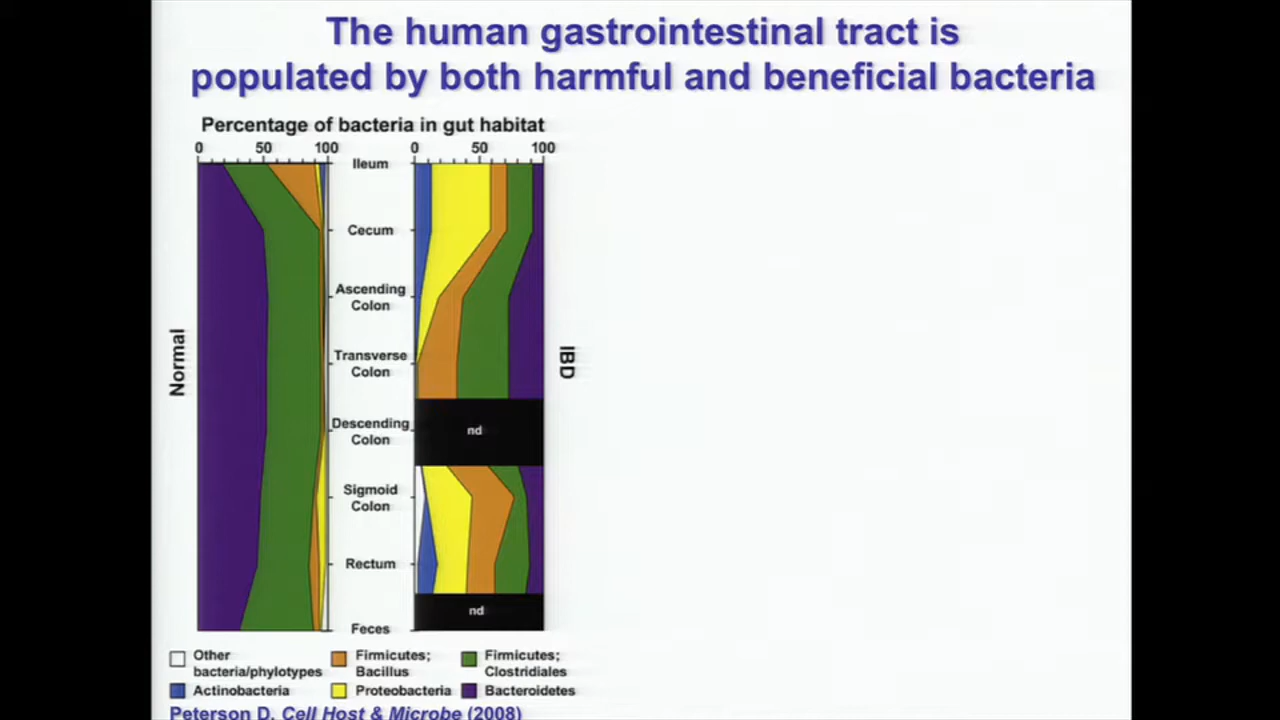 The human gastrointestinal tract is
populated by both harmful and beneficial bacteria
Percentage of bacteria in gut habitat
0 50 100
0 50 100
Normal
Ileum
Cecum
Ascending
Colon
Transverse
Colon
Descending
Colon
Sigmoid
Colon
Rectum
Feces
nd
nd
IBD
Other
bacteria/phylotypes
Firmicutes;
Bacillus
Firmicutes;
Clostridiales
Actinobacteria
Proteobacteria
Bacteroidetes
Peterson D, Cell Host & Microbe (2008)